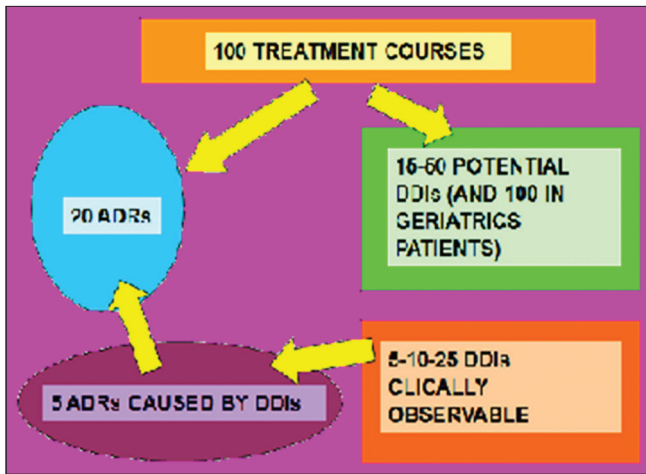 100 TREATMENT COURSES
15-50 POTENTIAL
DDIs (AND 100 IN
GERIATRICS
PATIENTS)
20 ADRs
5-10-25 DDIs
CLICALLY
OBSERVABLE
5 ADRs CAUSED BY DDIs